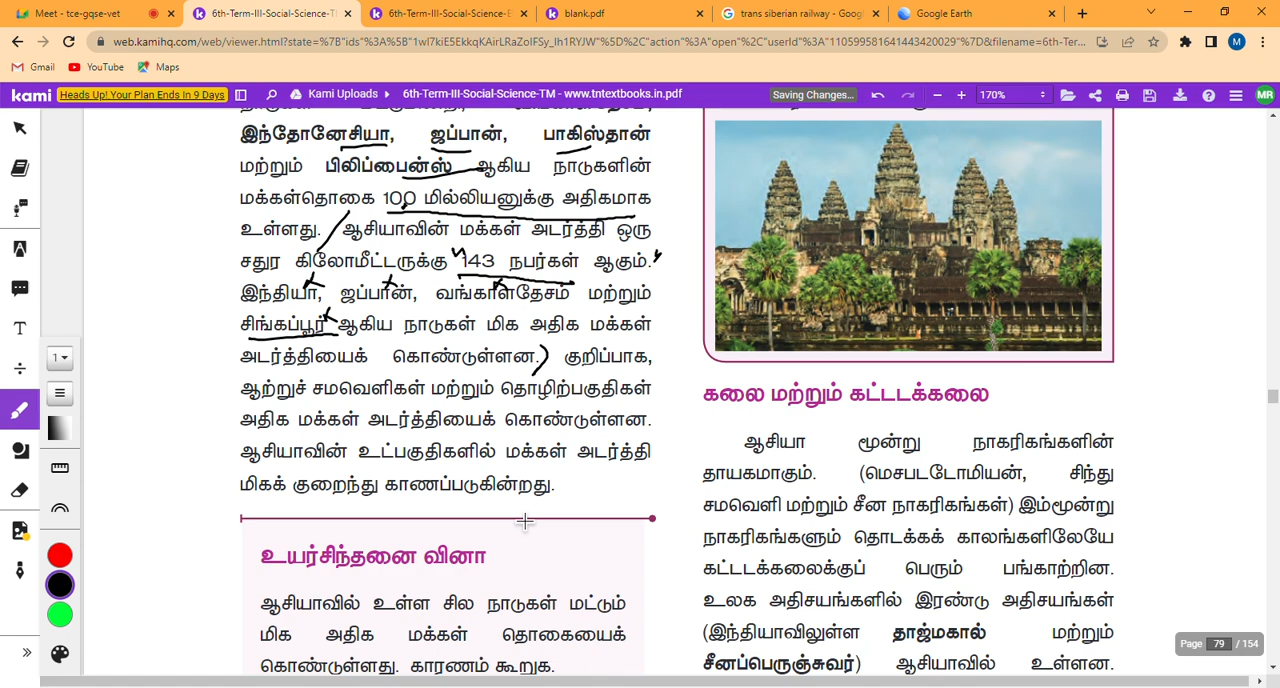 Meet - tce-gqse-vet
6th-Term-III-Social-Science-T
6th-Term-III-Social-Science-E
blank.pdf
trans siberian railway - Goog
Google Earth
web.kamihq.com/web/viewer.html?state=%7B"ids"%3A%5B"1wI7kiE5EkkqKAirLRaZoIFSy_Ih1RYJW"%5D%2C"action"%3A"open"%2C"userId"%3A"110599581641443420029"%7D&filename=6th-Ter...
Gmail
YouTube
Maps
kami
Heads Up! Your Plan Ends In 9 Days
Kami Uploads
6th-Term-III-Social-Science-TM - www.tntextbooks.in.pdf
Saving Changes...
170%
MR
இந்தோனேசியா, ஜப்பான், பாகிஸ்தான்
மற்றும் பிலிப்பைன்ஸ் ஆகிய நாடுகளின்
மக்கள்தொகை 100 மில்லியனுக்கு அதிகமாக
உள்ளது. ஆசியாவின் மக்கள் அடர்த்தி ஒரு
சதுர கிலோமீட்டருக்கு 143 நபர்கள் ஆகும்.
இந்தியா, ஜப்பான், வங்காளதேசம் மற்றும்
சிங்கப்பூர் ஆகிய நாடுகள் மிக அதிக மக்கள்
அடர்த்தியைக் கொண்டுள்ளன. குறிப்பாக,
ஆற்றுச் சமவெளிகள் மற்றும் தொழிற்பகுதிகள்
அதிக மக்கள் அடர்த்தியைக் கொண்டுள்ளன.
ஆசியாவின் உட்பகுதிகளில் மக்கள் அடர்த்தி
மிகக் குறைந்து காணப்படுகின்றது.
உயர்சிந்தனை வினா
ஆசியாவில் உள்ள சில நாடுகள் மட்டும்
மிக அதிக மக்கள் தொகையைக்
கொண்டுள்ளது. காரணம் கூறுக.
கலை மற்றும் கட்டடக்கலை
ஆசியா மூன்று நாகரிகங்களின்
தாயகமாகும். (மெசபடடோமியன், சிந்து
சமவெளி மற்றும் சீன நாகரிகங்கள்) இம்மூன்று
நாகரிகங்களும் தொடக்கக் காலங்களிலேயே
கட்டடக்கலைக்குப் பெரும் பங்காற்றின.
உலக அதிசயங்களில் இரண்டு அதிசயங்கள்
(இந்தியாவிலுள்ள தாஜ்மகால் மற்றும்
சீனப்பெருஞ்சுவர்) ஆசியாவில் உள்ளன.
Page 79 / 154